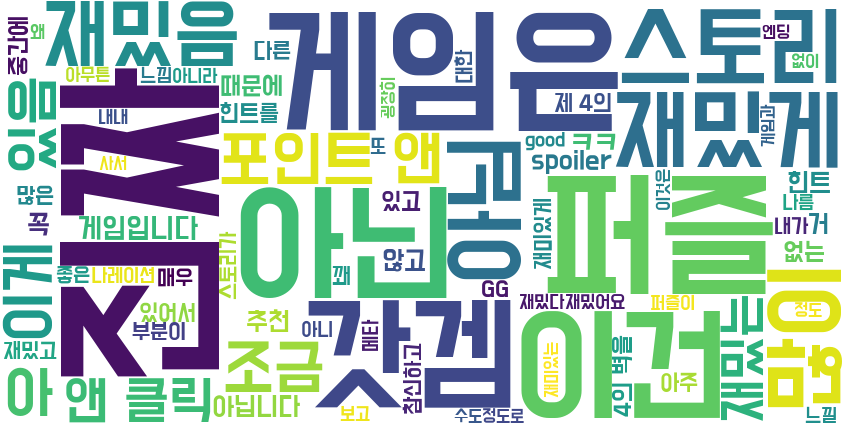 재밌음
다른
게임은
대한
스토리
엔딩
없이
왜
중간에
아무튼
느낌아니라
때문에
힌트를
굉장히
제 4의
재밌게
게임과
있음
진짜
내내
사서
포인트 앤
또
good
ㅋㅋ
spoiler
많은
꼭
게임입니다
아닌
있고
공포
재미있게
퍼즐
이것은
힌트
나름
내가
거
없는
이게
좋은
나레이션
매우
스토리가
꽤
않고
GG
있어서
부분이
재밌고
추천
아니
갓겜
메타
참신하고
재밌다재밌어요
퍼즐이
이건
정도
조금
재미있는
4의 벽을
아주
아 앤 클릭
아닙니다
보고
수도정도로
느낄